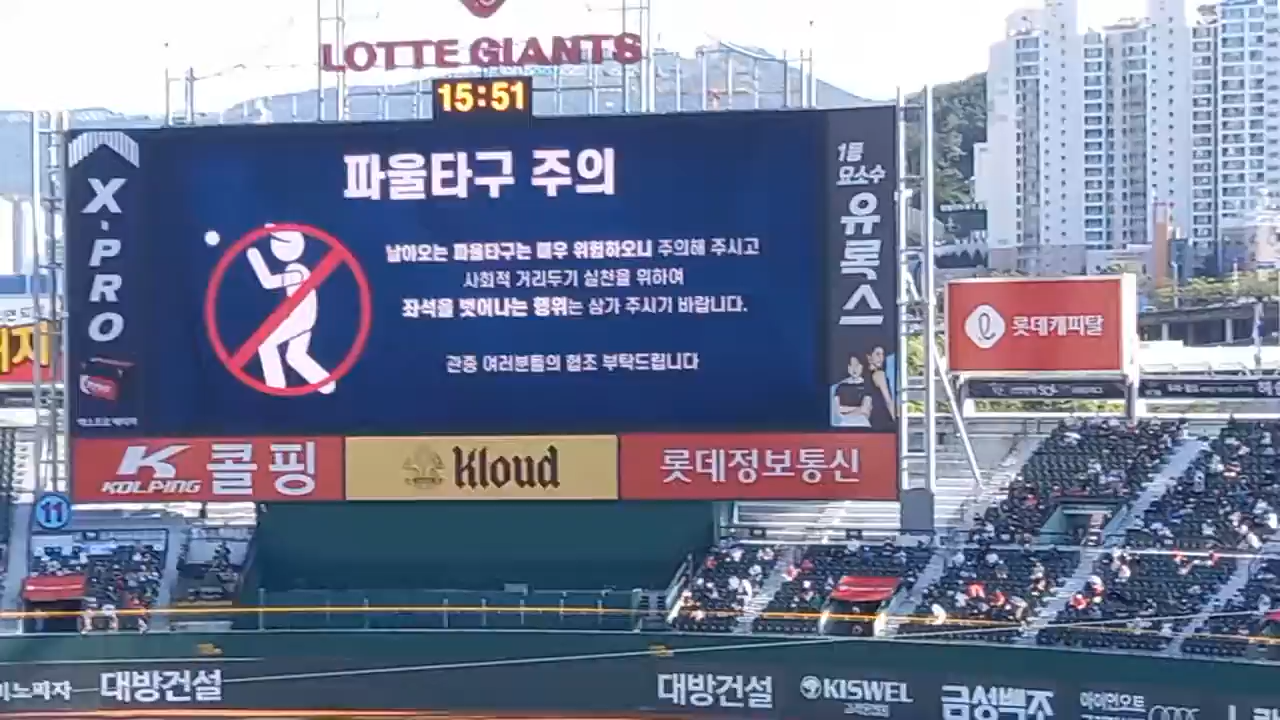 LOTTE GIANTS
15:51
파울타구 주의
날아오는 파울타구는 매우 위험하오니 주의해 주시고
사회적 거리두기 실천을 위하여
좌석을 벗어나는 행위는 삼가 주시기 바랍니다.
관중 여러분들의 협조 부탁드립니다
X-PRO
1등
요소수
유록스
롯데캐피탈
K
KOLPING 콜핑
Kloud
롯데정보통신
11
대방건설
대방건설
KISWEL
금성백조